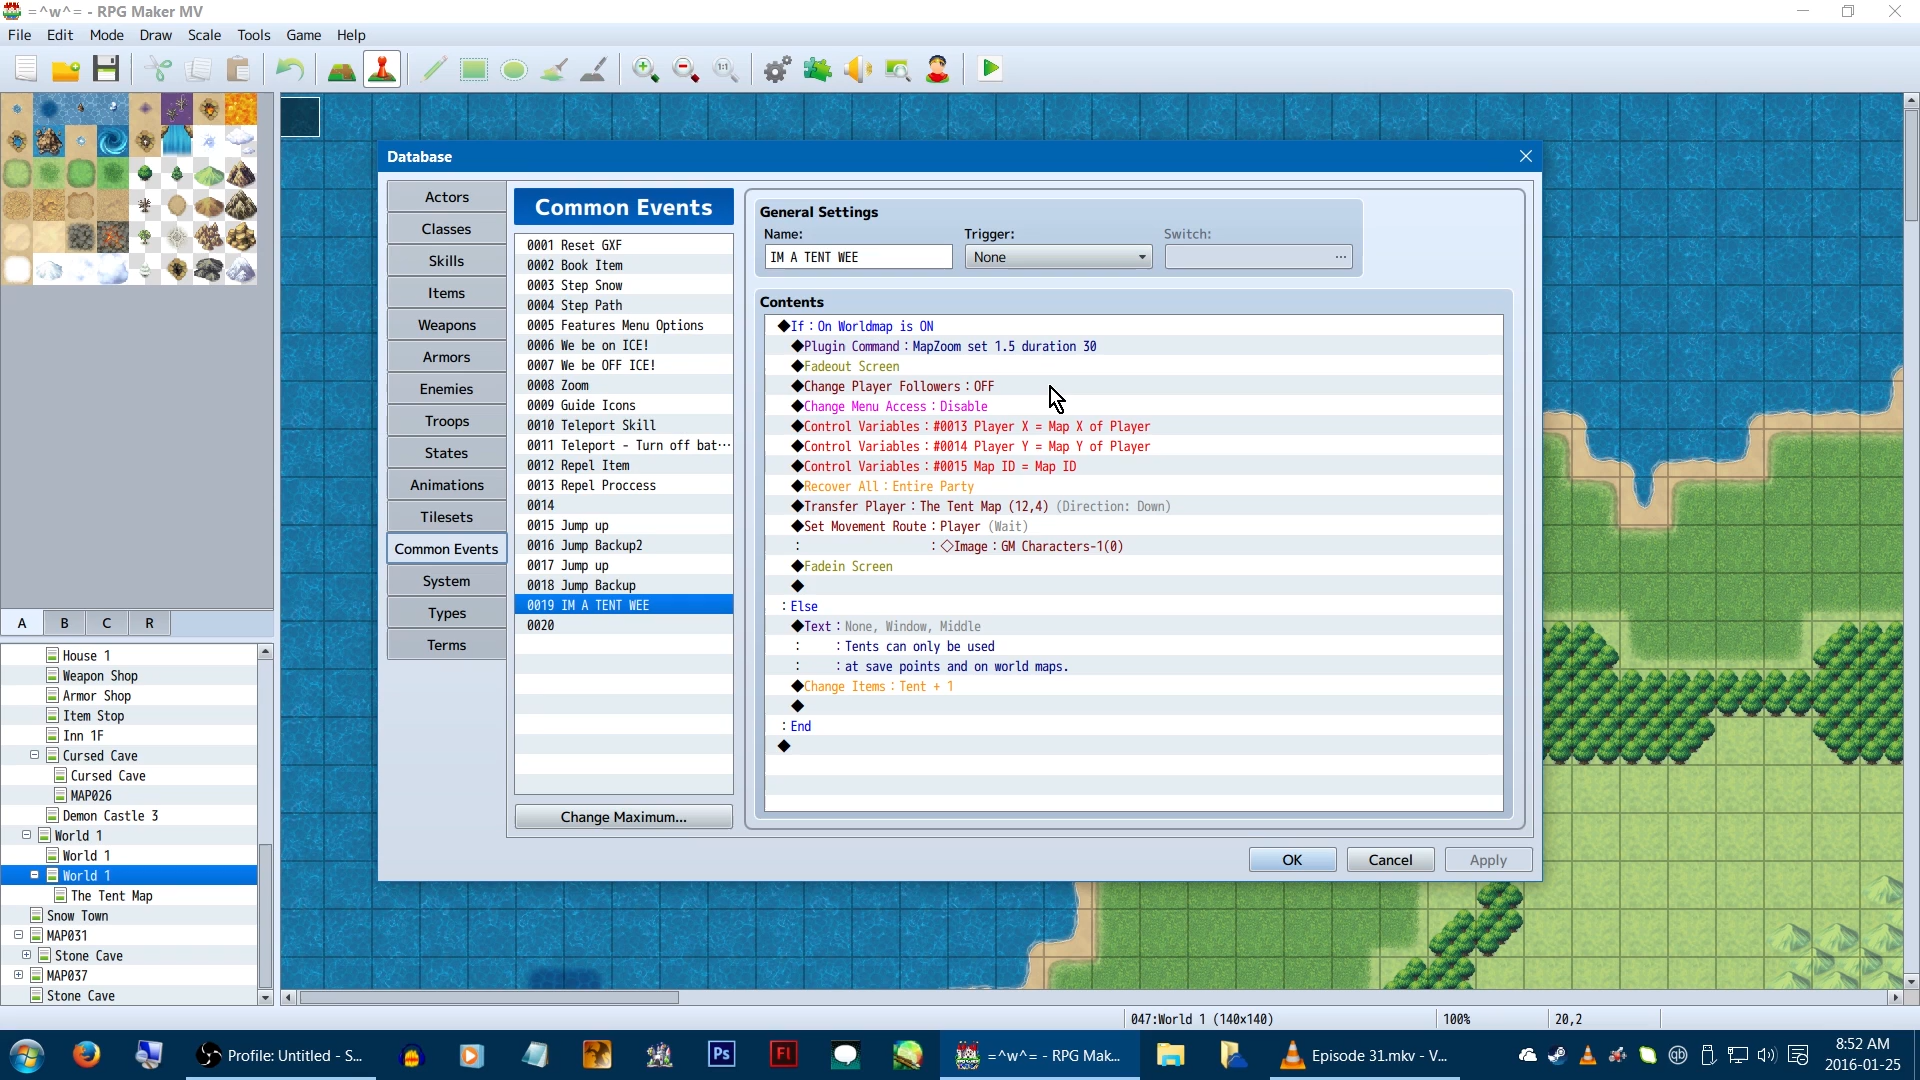 =^w^= - RPG Maker MV
File Edit Mode Draw Scale Tools Game Help
1:1
Database
Actors
Classes
Skills
Items
Weapons
Armors
Enemies
Troops
States
Animations
Tilesets
Common Events
System
Types
Terms
Common Events
0001 Reset GXF
0002 Book Item
0003 Step Snow
0004 Step Path
0005 Features Menu Options
0006 We be on ICE!
0007 We be OFF ICE!
0008 Zoom
0009 Guide Icons
0010 Teleport Skill
0011 Teleport - Turn off bat…
0012 Repel Item
0013 Repel Proccess
0014
0015 Jump up
0016 Jump Backup2
0017 Jump up
0018 Jump Backup
0019 IM A TENT WEE
0020
Change Maximum...
General Settings
Name: Trigger: Switch:
IM A TENT WEE None ...
Contents
◆If : On Worldmap is ON
◆Plugin Command : MapZoom set 1.5 duration 30
◆Fadeout Screen
◆Change Player Followers : OFF
◆Change Menu Access : Disable
◆Control Variables : #0013 Player X = Map X of Player
◆Control Variables : #0014 Player Y = Map Y of Player
◆Control Variables : #0015 Map ID = Map ID
◆Recover All : Entire Party
◆Transfer Player : The Tent Map (12,4) (Direction: Down)
◆Set Movement Route : Player (Wait)
: : ◇Image : GM Characters-1(0)
◆Fadein Screen
◆
: Else
◆Text : None, Window, Middle
: : Tents can only be used
: : at save points and on world maps.
◆Change Items : Tent + 1
◆
: End
◆
OK Cancel Apply
A B C R
House 1
Weapon Shop
Armor Shop
Item Stop
Inn 1F
Cursed Cave
Cursed Cave
MAP026
Demon Castle 3
World 1
World 1
World 1
The Tent Map
Snow Town
MAP031
Stone Cave
MAP037
Stone Cave
047:World 1 (140x140) 100% 20,2
Profile: Untitled - S...
Ps
Fl
=^w^= - RPG Mak...
Episode 31.mkv - V...
qb
8:52 AM
2016-01-25